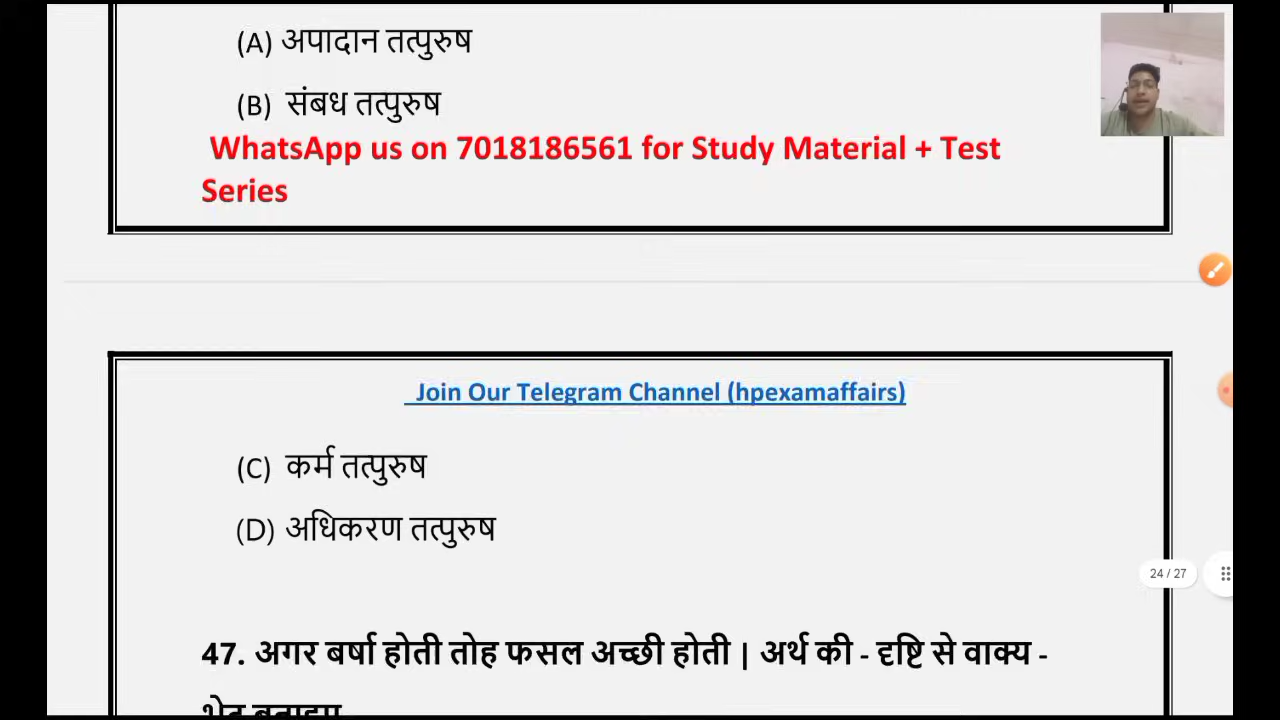 (A) अपादान तत्पुरुष
(B) संबध तत्पुरुष
WhatsApp us on 7018186561 for Study Material + Test
Series
Join Our Telegram Channel (hpexamaffairs)
(C) कर्म तत्पुरुष
(D) अधिकरण तत्पुरुष
24 / 27
47. अगर बर्षा होती तोह फसल अच्छी होती | अर्थ की - दृष्टि से वाक्य -